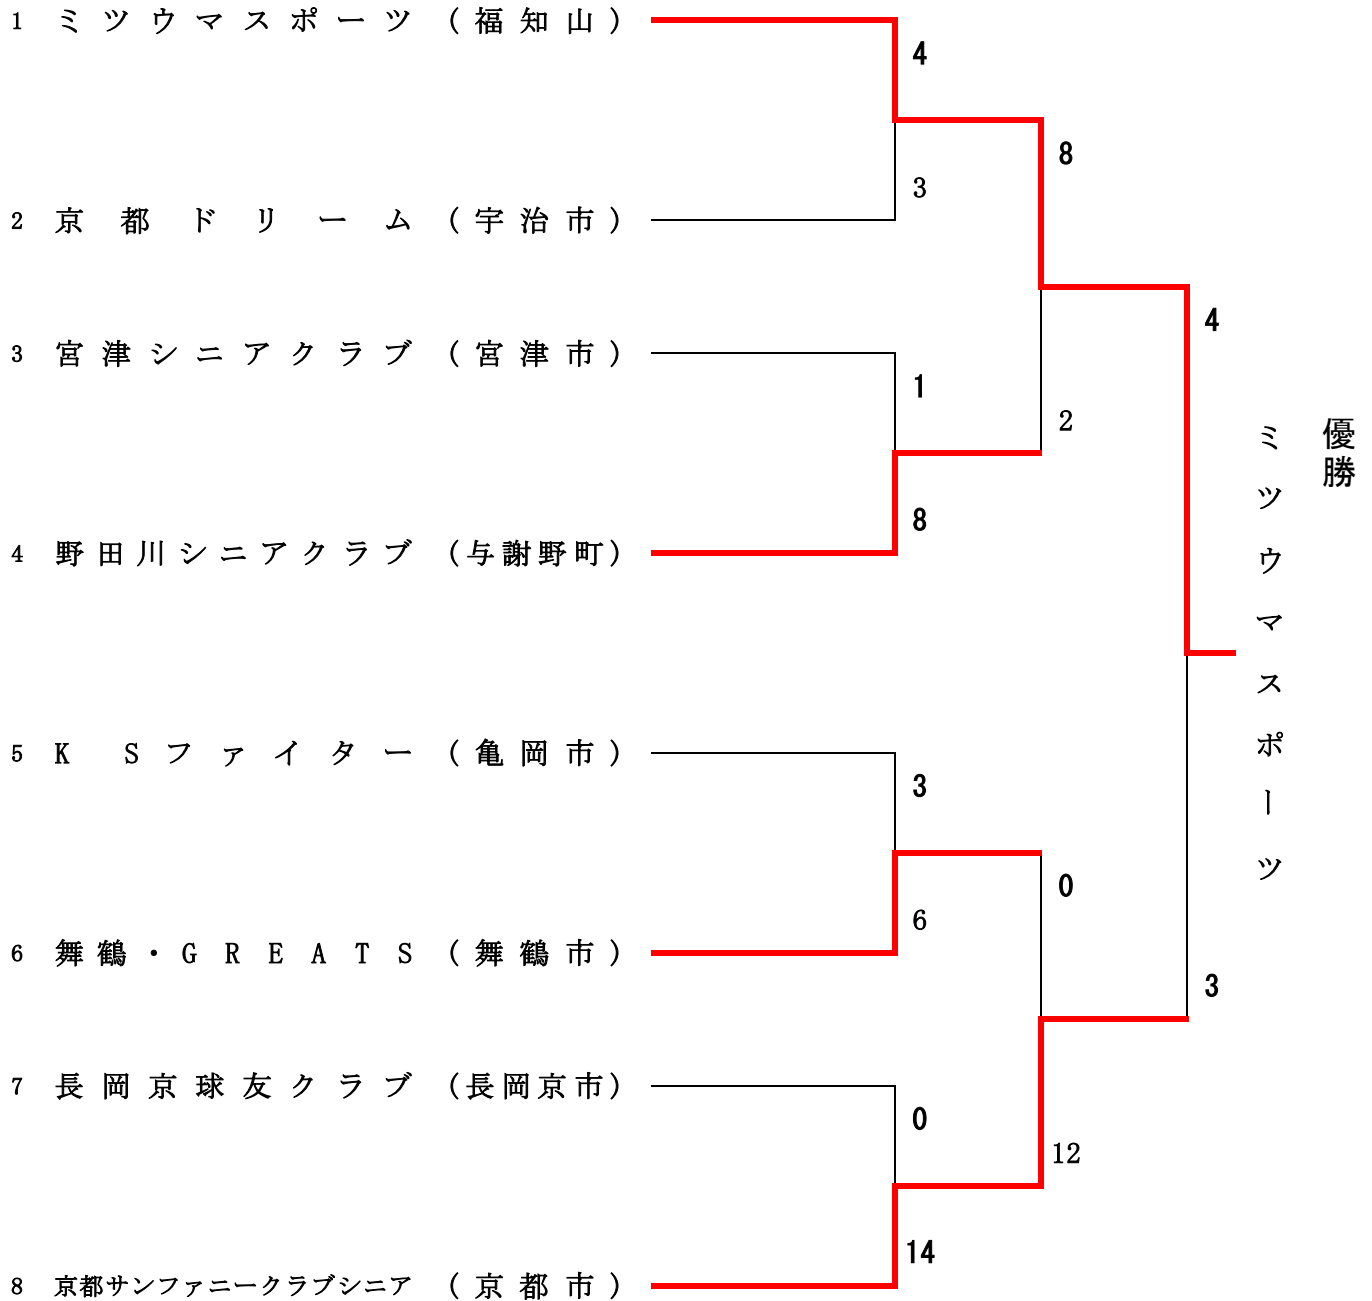 1 ミツウマスポーツ (福知山)
4
8
3
2 京都ドリーム (宇治市)
4
3 宮津シニアクラブ (宮津市)
1
2
優勝
ミツウマスポーツ
8
4 野田川シニアクラブ (与謝野町)
5 KSファイター (亀岡市)
3
0
6
6 舞鶴・GREATS (舞鶴市)
3
7 長岡京球友クラブ (長岡京市)
0
12
14
8 京都サンファニークラブシニア (京都市)